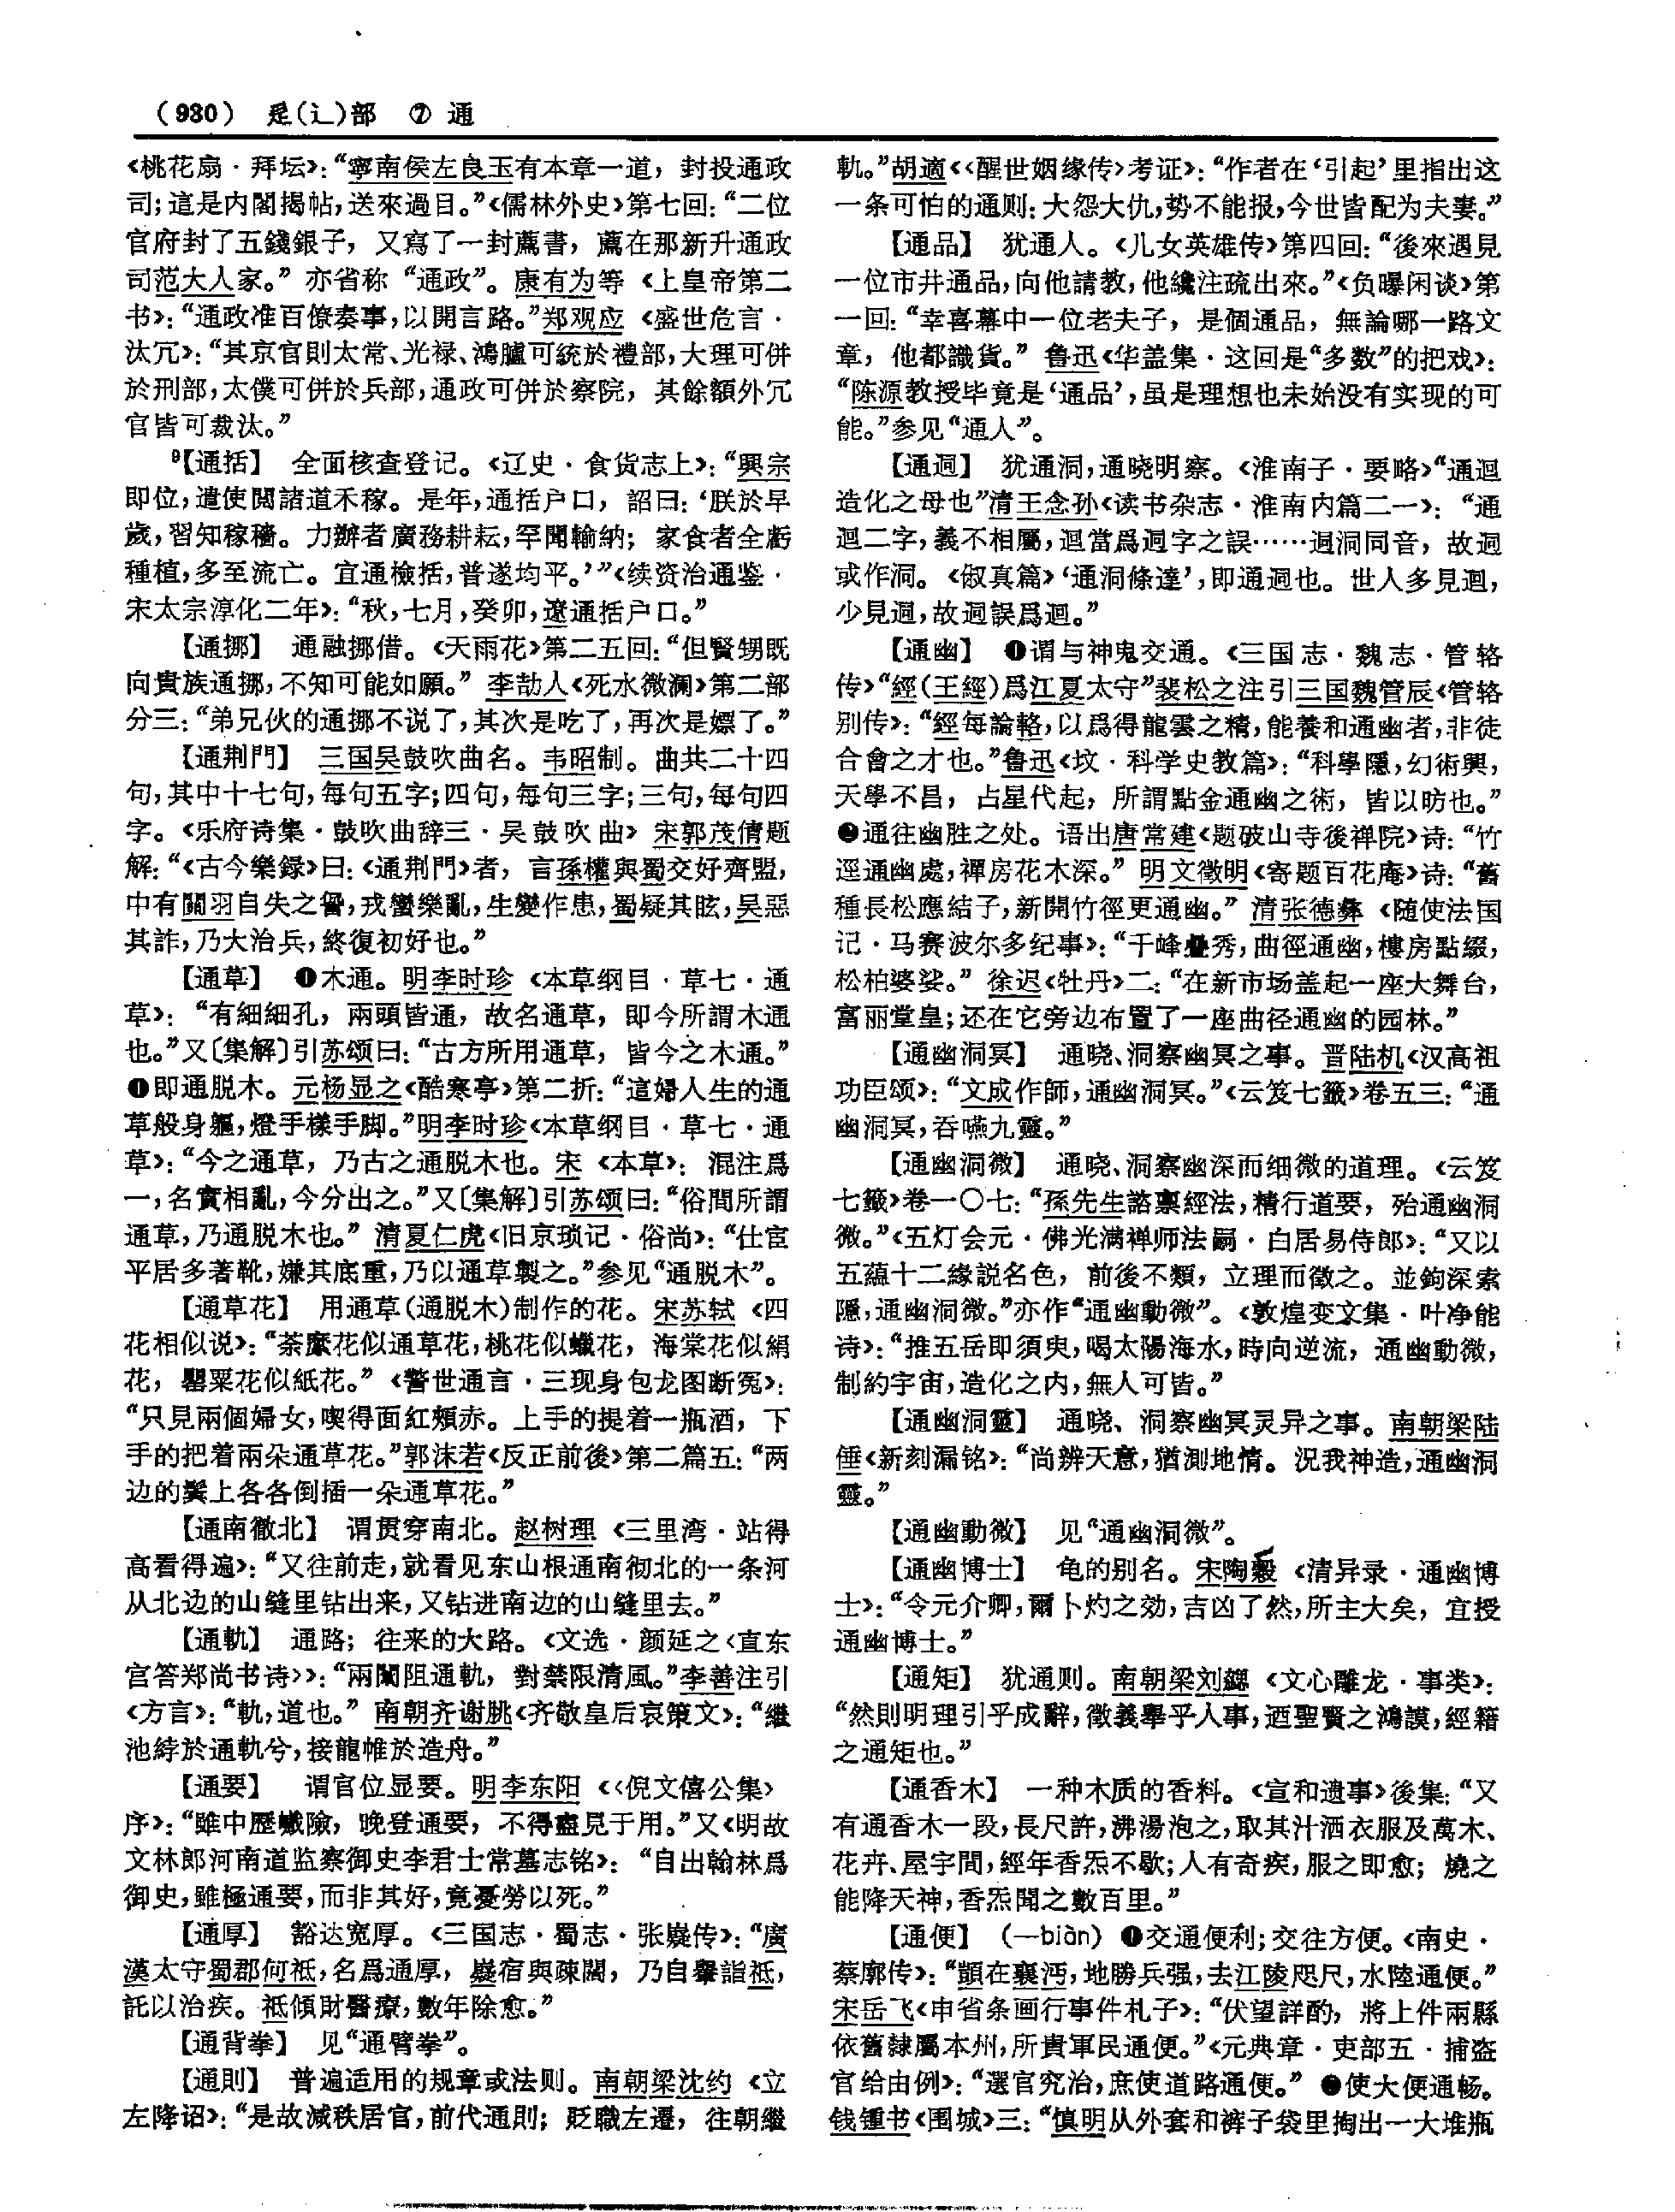 （930） 辵(辶)部 ⑦ 通
《桃花扇·拜坛》：“寧南侯左良玉有本章一道，封投通政
司；這是内閣揭帖，送來過目。”《儒林外史》第七回：“二位
官府封了五錢銀子，又寫了一封薦書，薦在那新升通政
司范大人家。”亦省称“通政”。康有为等《上皇帝第二
书》：“通政准百僚奏事，以開言路。”郑观应《盛世危言·
汰冗》：“其京官則太常、光禄、鴻臚可統於禮部，大理可併
於刑部，太僕可併於兵部，通政可併於察院，其餘額外冗
官皆可裁汰。”
⁹【通括】 全面核查登记。《辽史·食货志上》：“興宗
即位，遣使閲諸道禾稼。是年，通括户口，詔曰：‘朕於早
歲，習知稼穡。力辦者廣務耕耘，罕聞輸納；家食者全虧
種植，多至流亡。宜通檢括，普遂均平。’”《续资治通鉴·
宋太宗淳化二年》：“秋，七月，癸卯，遼通括户口。”
【通挪】 通融挪借。《天雨花》第二五回：“但賢甥既
向貴族通挪，不知可能如願。”李劼人《死水微澜》第二部
分三：“弟兄伙的通挪不说了，其次是吃了，再次是嫖了。”
【通荆門】 三国吴鼓吹曲名。韦昭制。曲共二十四
句，其中十七句，每句五字；四句，每句三字；三句，每句四
字。《乐府诗集·鼓吹曲辞三·吴鼓吹曲》宋郭茂倩题
解：“《古今樂録》曰：《通荆門》者，言孫權與蜀交好齊盟，
中有關羽自失之眚，戎蠻樂亂，生變作患，蜀疑其眩，吴惡
其詐，乃大治兵，終復初好也。”
【通草】 ❶木通。明李时珍《本草纲目·草七·通
草》：“有細細孔，兩頭皆通，故名通草，即今所謂木通
也。”又〔集解〕引苏颂曰：“古方所用通草，皆今之木通。”
❶即通脱木。元杨显之《酷寒亭》第二折：“這婦人生的通
草般身軀，燈手樣手脚。”明李时珍《本草纲目·草七·通
草》：“今之通草，乃古之通脱木也。宋《本草》：混注爲
一，名實相亂，今分出之。”又〔集解〕引苏颂曰：“俗間所謂
通草，乃通脱木也。”清夏仁虎《旧京琐记·俗尚》：“仕宦
平居多著靴，嫌其底重，乃以通草製之。”参见“通脱木”。
【通草花】 用通草（通脱木）制作的花。宋苏轼《四
花相似说》：“荼縻花似通草花，桃花似蠟花，海棠花似絹
花，罌粟花似紙花。”《警世通言·三现身包龙图断冤》：
“只見兩個婦女，喫得面紅頰赤。上手的提着一瓶酒，下
手的把着兩朵通草花。”郭沫若《反正前後》第二篇五：“两
边的鬓上各各倒插一朵通草花。”
【通南徹北】 谓贯穿南北。赵树理《三里湾·站得
高看得遍》：“又往前走，就看见东山根通南彻北的一条河
从北边的山缝里钻出来，又钻进南边的山缝里去。”
【通軌】 通路；往来的大路。《文选·颜延之〈直东
宫答郑尚书诗〉》：“兩闈阻通軌，對禁限清風。”李善注引
《方言》：“軌，道也。”南朝齐谢朓《齐敬皇后哀策文》：“繼
池綍於通軌兮，接龍帷於造舟。”
【通要】 谓官位显要。明李东阳《〈倪文僖公集〉
序》：“雖中歷巇險，晚登通要，不得盡見于用。”又《明故
文林郎河南道监察御史李君士常墓志铭》：“自出翰林爲
御史，雖極通要，而非其好，竟憂勞以死。”
【通厚】 豁达宽厚。《三国志·蜀志·张嶷传》：“廣
漢太守蜀郡何祗，名爲通厚，嶷宿與疎闊，乃自轝詣祗，
託以治疾。祗傾財醫療，數年除愈。”
【通背拳】 见“通臂拳”。
【通則】 普遍适用的规章或法则。南朝梁沈约《立
左降诏》：“是故減秩居官，前代通則；貶職左遷，往朝繼
軌。”胡適《〈醒世姻缘传〉考证》：“作者在‘引起’里指出这
一条可怕的通则：大怨大仇，势不能报，今世皆配为夫妻。”
【通品】 犹通人。《儿女英雄传》第四回：“後來遇見
一位市井通品，向他請教，他纔注疏出來。”《负曝闲谈》第
一回：“幸喜幕中一位老夫子，是個通品，無論哪一路文
章，他都識貨。”鲁迅《华盖集·这回是“多数”的把戏》：
“陈源教授毕竟是‘通品’，虽是理想也未始没有实现的可
能。”参见“通人”。
【通迵】 犹通洞，通晓明察。《淮南子·要略》“通迴
造化之母也”清王念孙《读书杂志·淮南内篇二一》：“通
迴二字，義不相屬，迴當爲迵字之誤……迵洞同音，故迵
或作洞。《俶真篇》‘通洞條達’，即通迵也。世人多見迴，
少見迵，故迵誤爲迴。”
【通幽】 ❶谓与神鬼交通。《三国志·魏志·管辂
传》“經（王經）爲江夏太守”裴松之注引三国魏管辰《管辂
别传》：“經每論輅，以爲得龍雲之精，能養和通幽者，非徒
合會之才也。”鲁迅《坟·科学史教篇》：“科學隱，幻術興，
天學不昌，占星代起，所謂點金通幽之術，皆以昉也。”
❷通往幽胜之处。语出唐常建《题破山寺後禅院》诗：“竹
逕通幽處，禪房花木深。”明文徵明《寄题百花庵》诗：“舊
種長松應結子，新開竹徑更通幽。”清张德彝《随使法国
记·马赛波尔多纪事》：“千峰疊秀，曲徑通幽，樓房點綴，
松柏婆娑。”徐迟《牡丹》二：“在新市场盖起一座大舞台，
富丽堂皇；还在它旁边布置了一座曲径通幽的园林。”
【通幽洞冥】 通晓、洞察幽冥之事。晋陆机《汉高祖
功臣颂》：“文成作師，通幽洞冥。”《云笈七籤》卷五三：“通
幽洞冥，吞嚥九靈。”
【通幽洞微】 通晓、洞察幽深而细微的道理。《云笈
七籤》卷一〇七：“孫先生諮禀經法，精行道要，殆通幽洞
微。”《五灯会元·佛光满禅师法嗣·白居易侍郎》：“又以
五藴十二緣説名色，前後不類，立理而徵之。並鉤深索
隱，通幽洞微。”亦作“通幽動微”。《敦煌变文集·叶净能
诗》：“推五岳即須臾，喝太陽海水，時向逆流，通幽動微，
制約宇宙，造化之内，無人可皆。”
【通幽洞靈】 通晓、洞察幽冥灵异之事。南朝梁陆
倕《新刻漏铭》：“尚辨天意，猶測地情。況我神造，通幽洞
靈。”
【通幽動微】 见“通幽洞微”。
【通幽博士】 龟的别名。宋陶穀《清异录·通幽博
士》：“令元介卿，爾卜灼之効，吉凶了然，所主大矣，宜授
通幽博士。”
【通矩】 犹通则。南朝梁刘勰《文心雕龙·事类》：
“然則明理引乎成辭，徵義舉乎人事，迺聖賢之鴻謨，經籍
之通矩也。”
【通香木】 一种木质的香料。《宣和遗事》後集：“又
有通香木一段，長尺許，沸湯泡之，取其汁洒衣服及萬木、
花卉、屋宇間，經年香炁不歇；人有奇疾，服之即愈；燒之
能降天神，香炁聞之數百里。”
【通便】 （—biàn）❶交通便利；交往方便。《南史·
蔡廓传》：“顗在襄沔，地勝兵强，去江陵咫尺，水陸通便。”
宋岳飞《申省条画行事件札子》：“伏望詳酌，將上件兩縣
依舊隸屬本州，所貴軍民通便。”《元典章·吏部五·捕盗
官给由例》：“選官究治，庶使道路通便。”❷使大便通畅。
钱锺书《围城》三：“慎明从外套和裤子袋里掏出一大堆瓶